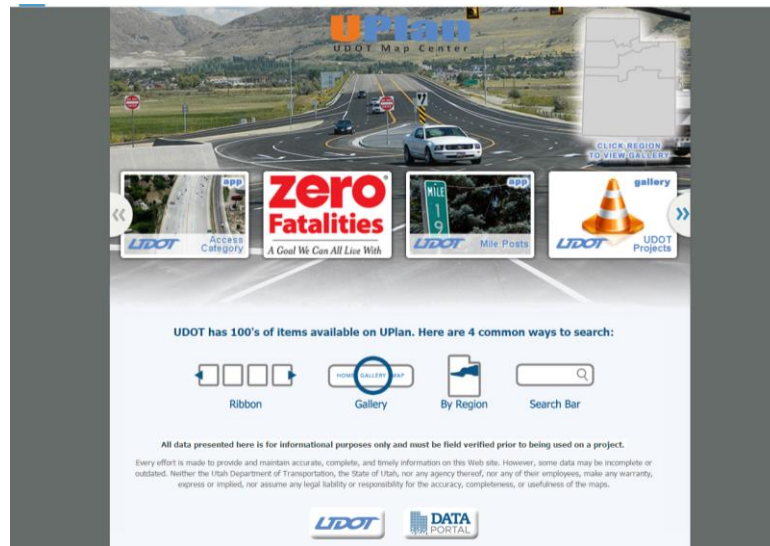 UPlan
UDOT Map Center
CLICK REGION
TO VIEW GALLERY
app
UDOT
Access
Category
Zero
Fatalities
A Goal We Can All Live With
app
MILE
1
9
UDOT
Mile Posts
gallery
UDOT
UDOT
Projects
UDOT has 100's of items available on UPlan. Here are 4 common ways to search:
HOME GALLERY MAP
Ribbon
Gallery
By Region
Search Bar
All data presented here is for informational purposes only and must be field verified prior to being used on a project.
Every effort is made to provide and maintain accurate, complete, and timely information on this Web site. However, some data may be incomplete or
outdated. Neither the Utah Department of Transportation, the State of Utah, nor any agency thereof, nor any of their employees, make any warranty,
express or implied, nor assume any legal liability or responsibility for the accuracy, completeness, or usefulness of the maps.
UDOT
DATA
PORTAL